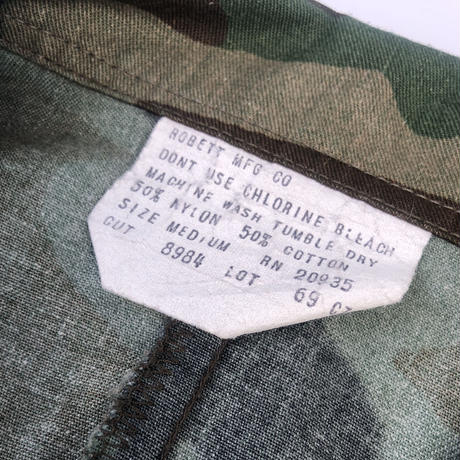 ROBETT MFG CO
DONT USE CHLORINE BLEACH
MACHINE WASH TUMBLE DRY
50% NYLON 50% COTTON
SIZE MEDIUM RN 20935
CUT 8984 LOT 69